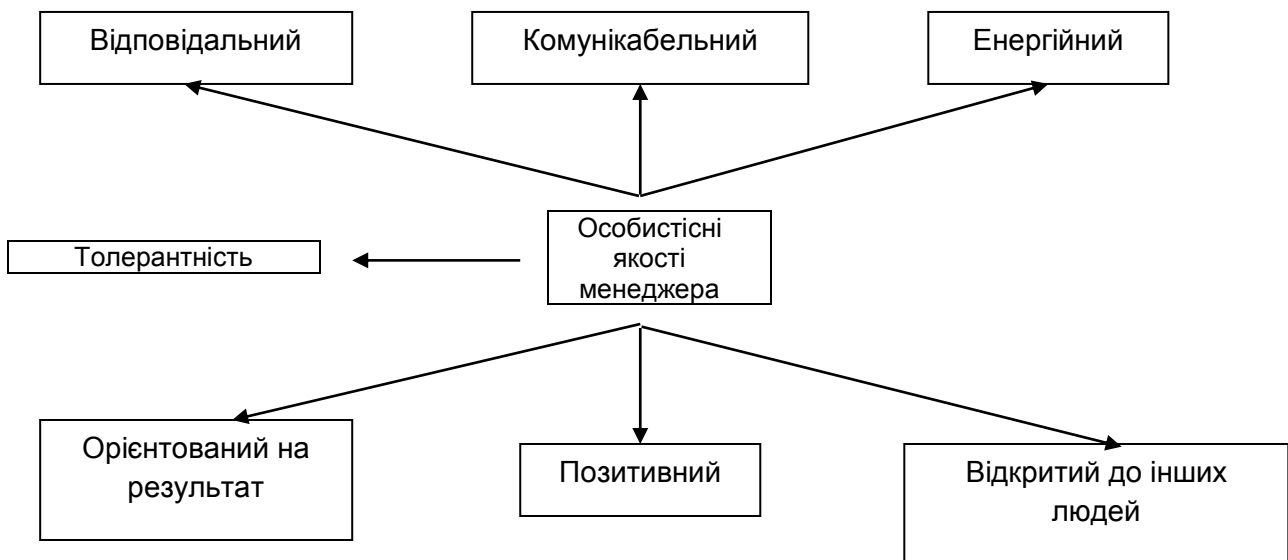 Відповідальний
Комунікабельний
Енергійний
Особистісні
якості
менеджера
Толерантність
Орієнтований на
результат
Позитивний
Відкритий до інших
людей